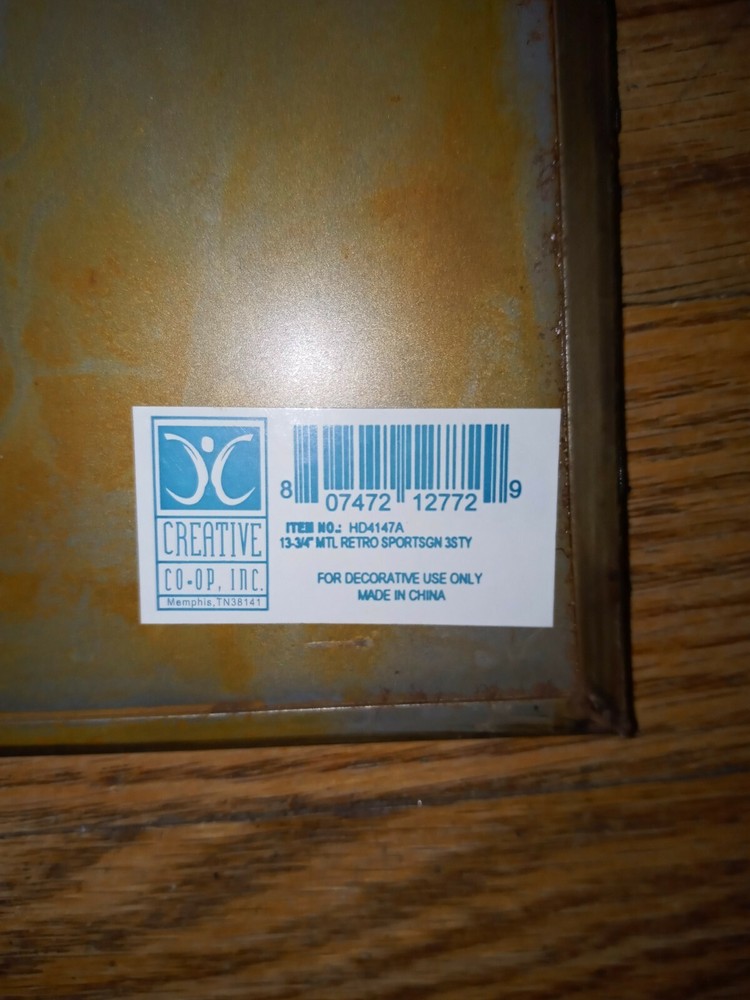 CREATIVE
CO·OP, INC.
Memphis,TN38141
8 07472 12772 9
ITEM NO.: HD4147A
13-3/4" MTL RETRO SPORTSGN 3STY
FOR DECORATIVE USE ONLY
MADE IN CHINA